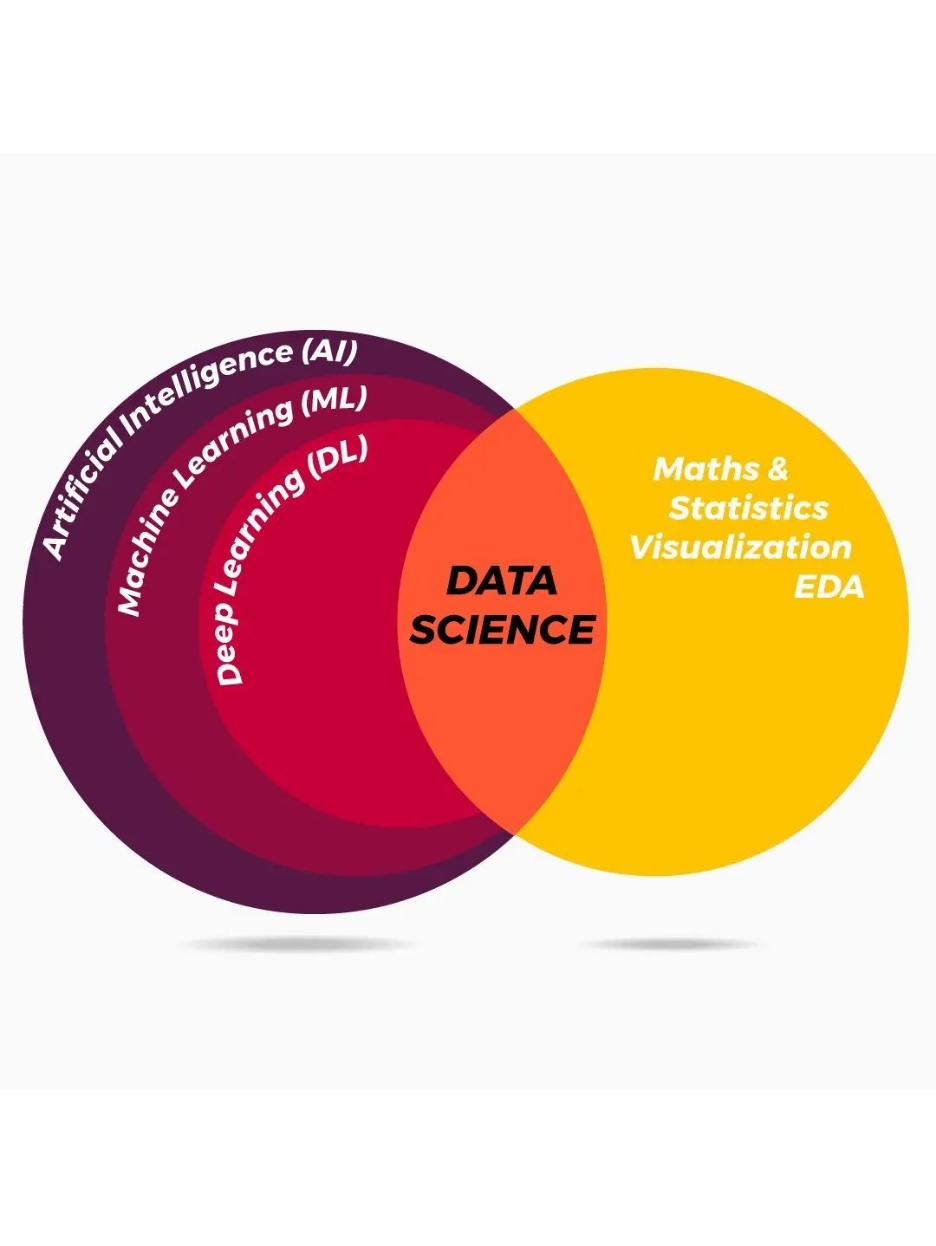 Artificial Intelligence (AI)
Machine Learning (ML)
Deep Learning (DL)
DATA
SCIENCE
Maths &
Statistics
Visualization
EDA